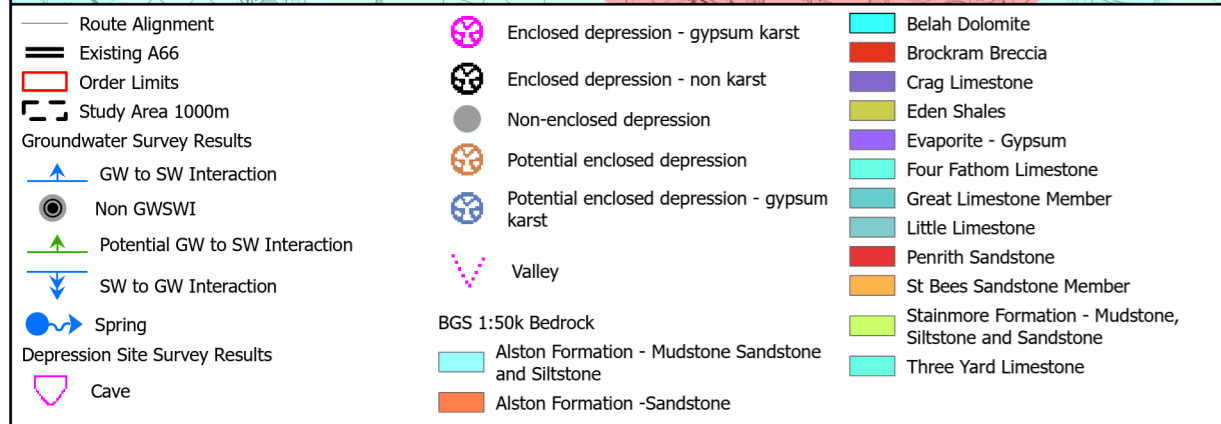 Route Alignment
Existing A66
Order Limits
Study Area 1000m
Groundwater Survey Results
GW to SW Interaction
Non GWSWI
Potential GW to SW Interaction
SW to GW Interaction
Spring
Depression Site Survey Results
Cave
Enclosed depression - gypsum karst
Enclosed depression - non karst
Non-enclosed depression
Potential enclosed depression
Potential enclosed depression - gypsum
karst
Valley
BGS 1:50k Bedrock
Alston Formation - Mudstone Sandstone
and Siltstone
Alston Formation -Sandstone
Belah Dolomite
Brockram Breccia
Crag Limestone
Eden Shales
Evaporite - Gypsum
Four Fathom Limestone
Great Limestone Member
Little Limestone
Penrith Sandstone
St Bees Sandstone Member
Stainmore Formation - Mudstone,
Siltstone and Sandstone
Three Yard Limestone